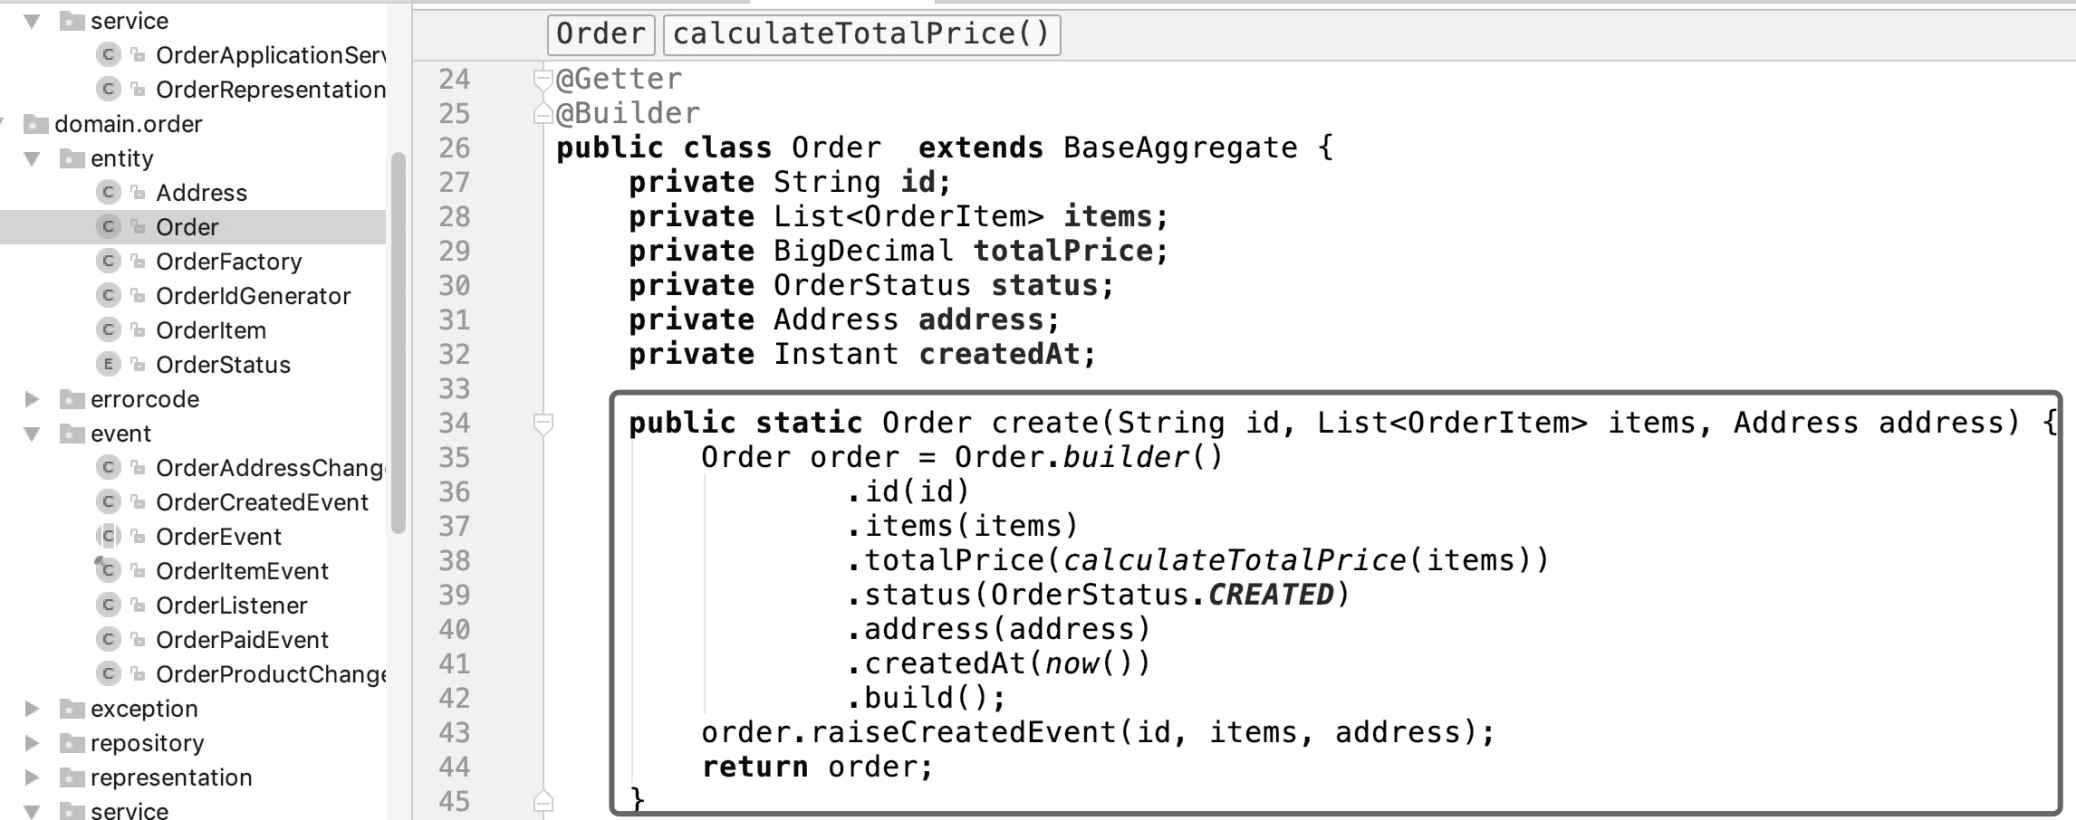 service
OrderApplicationServ
OrderRepresentation
domain.order
entity
Address
Order
OrderFactory
OrderIdGenerator
OrderItem
OrderStatus
errorcode
event
OrderAddressChange
OrderCreatedEvent
OrderEvent
OrderItemEvent
OrderListener
OrderPaidEvent
OrderProductChange
exception
repository
representation
service
Order calculateTotalPrice()
24 @Getter
25 @Builder
26 public class Order  extends BaseAggregate {
27     private String id;
28     private List<OrderItem> items;
29     private BigDecimal totalPrice;
30     private OrderStatus status;
31     private Address address;
32     private Instant createdAt;
33
34     public static Order create(String id, List<OrderItem> items, Address address) {
35         Order order = Order.builder()
36                 .id(id)
37                 .items(items)
38                 .totalPrice(calculateTotalPrice(items))
39                 .status(OrderStatus.CREATED)
40                 .address(address)
41                 .createdAt(now())
42                 .build();
43         order.raiseCreatedEvent(id, items, address);
44         return order;
45     }